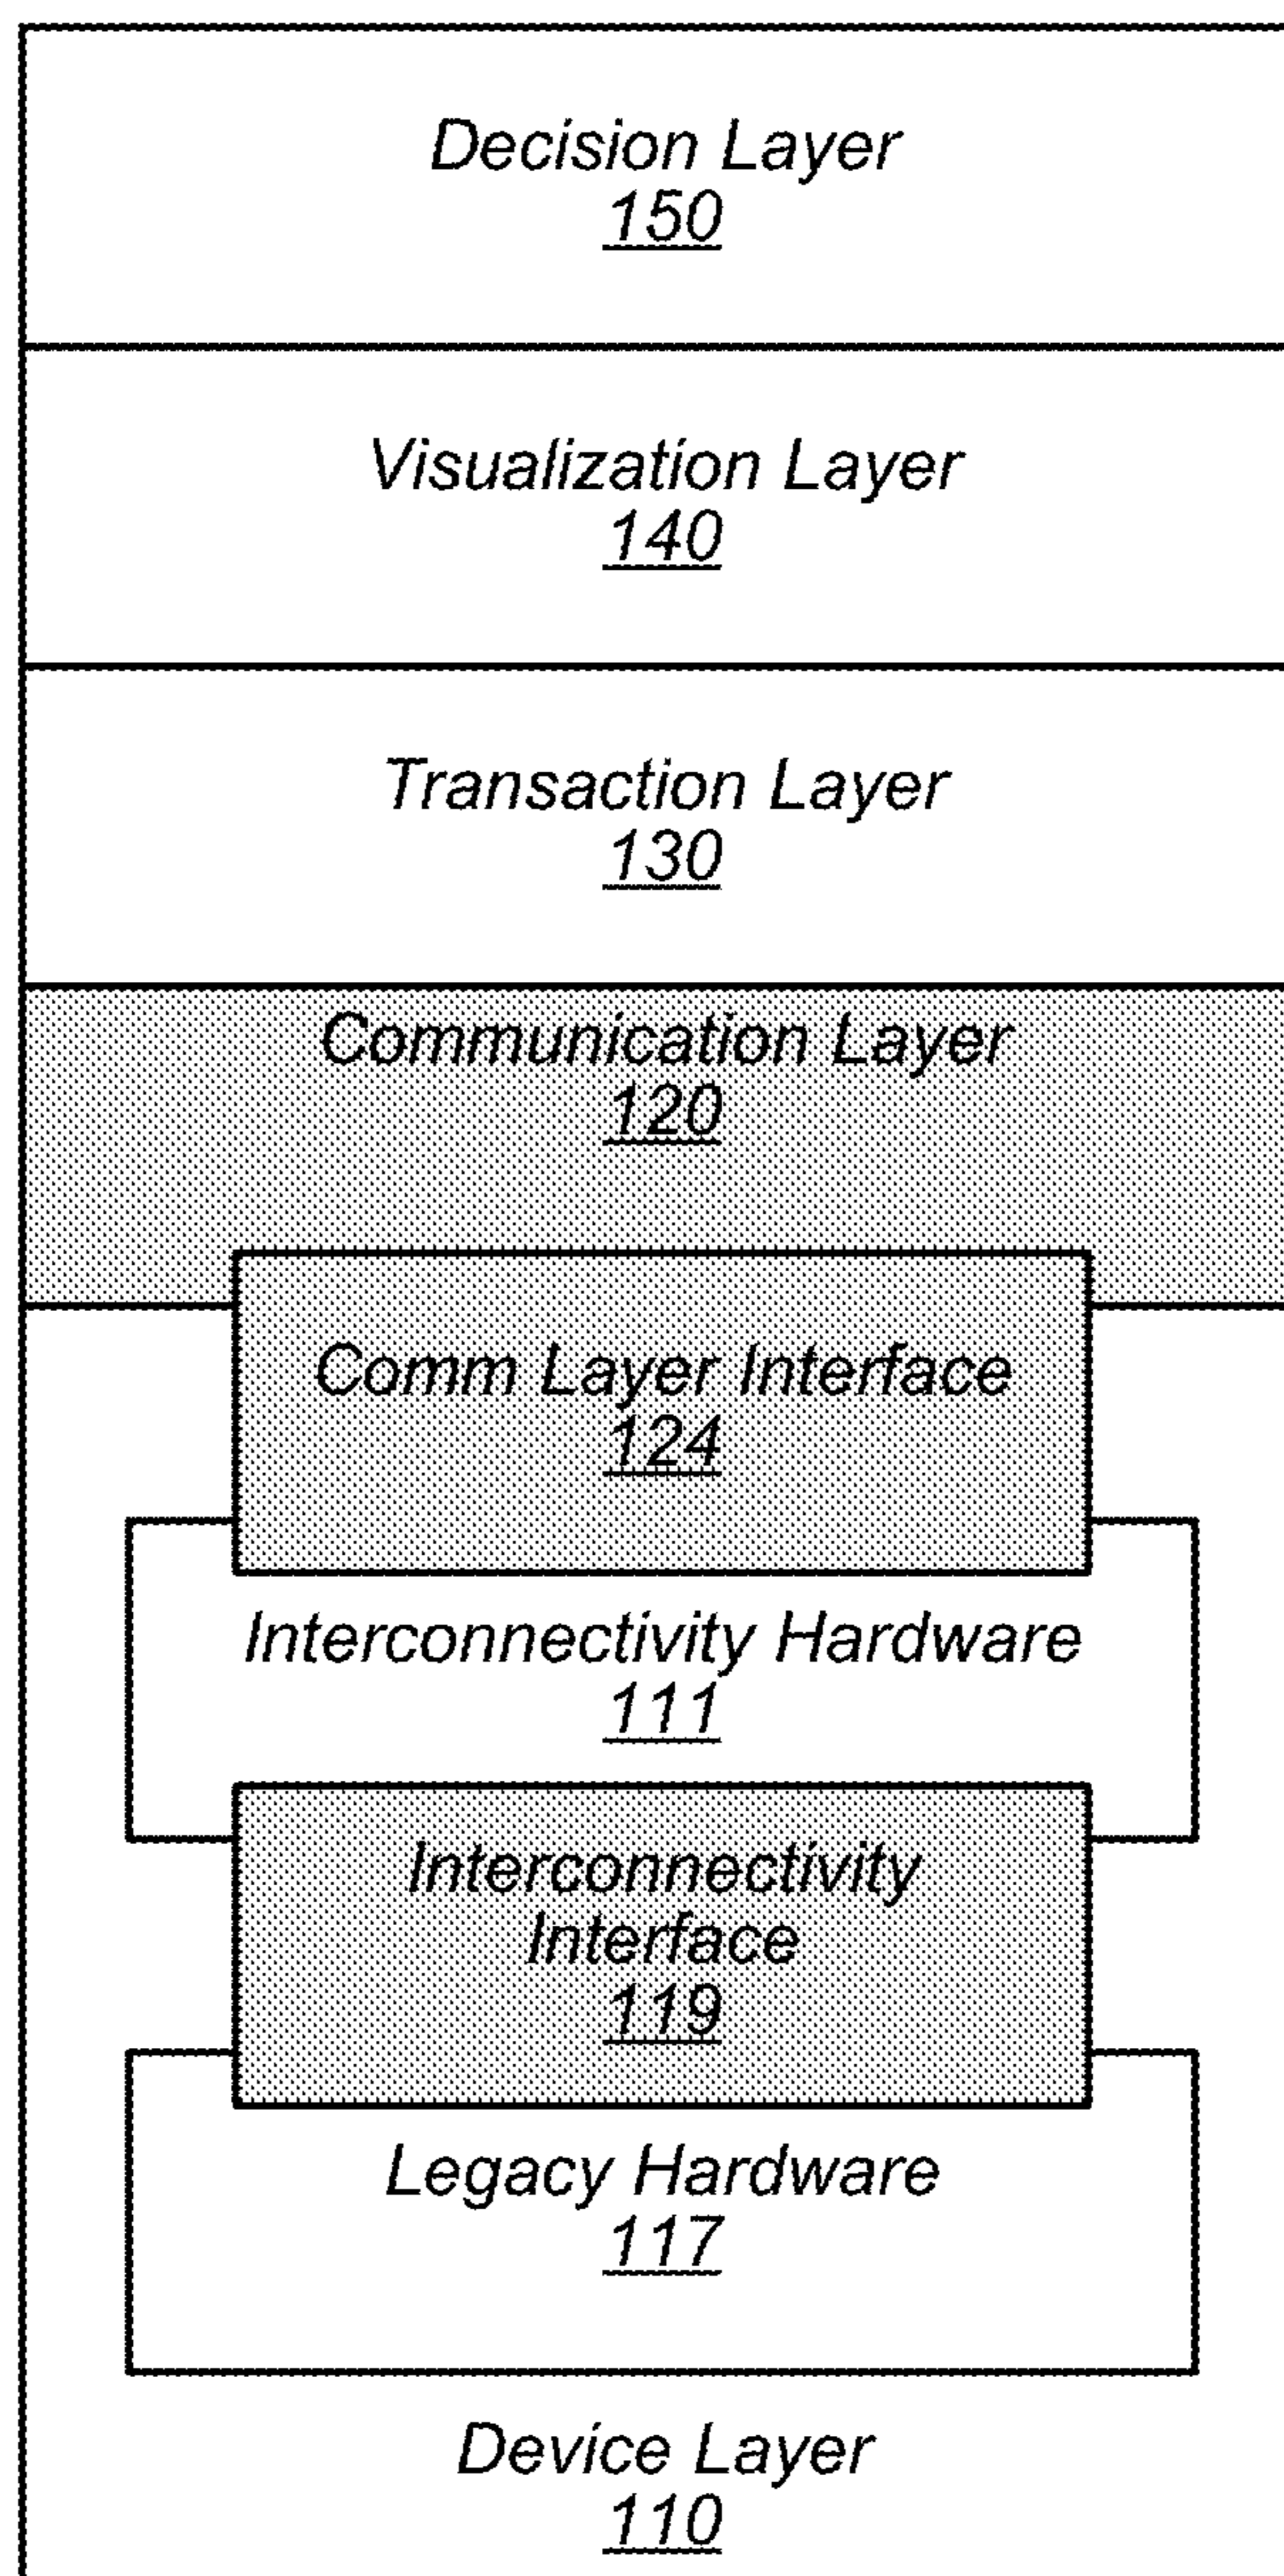 Decision Layer
150
Visualization Layer
140
Transaction Layer
130
Communication Layer
120
Comm Layer Interface
124
Interconnectivity Hardware
111
Interconnectivity
Interface
119
Legacy Hardware
117
Device Layer
110